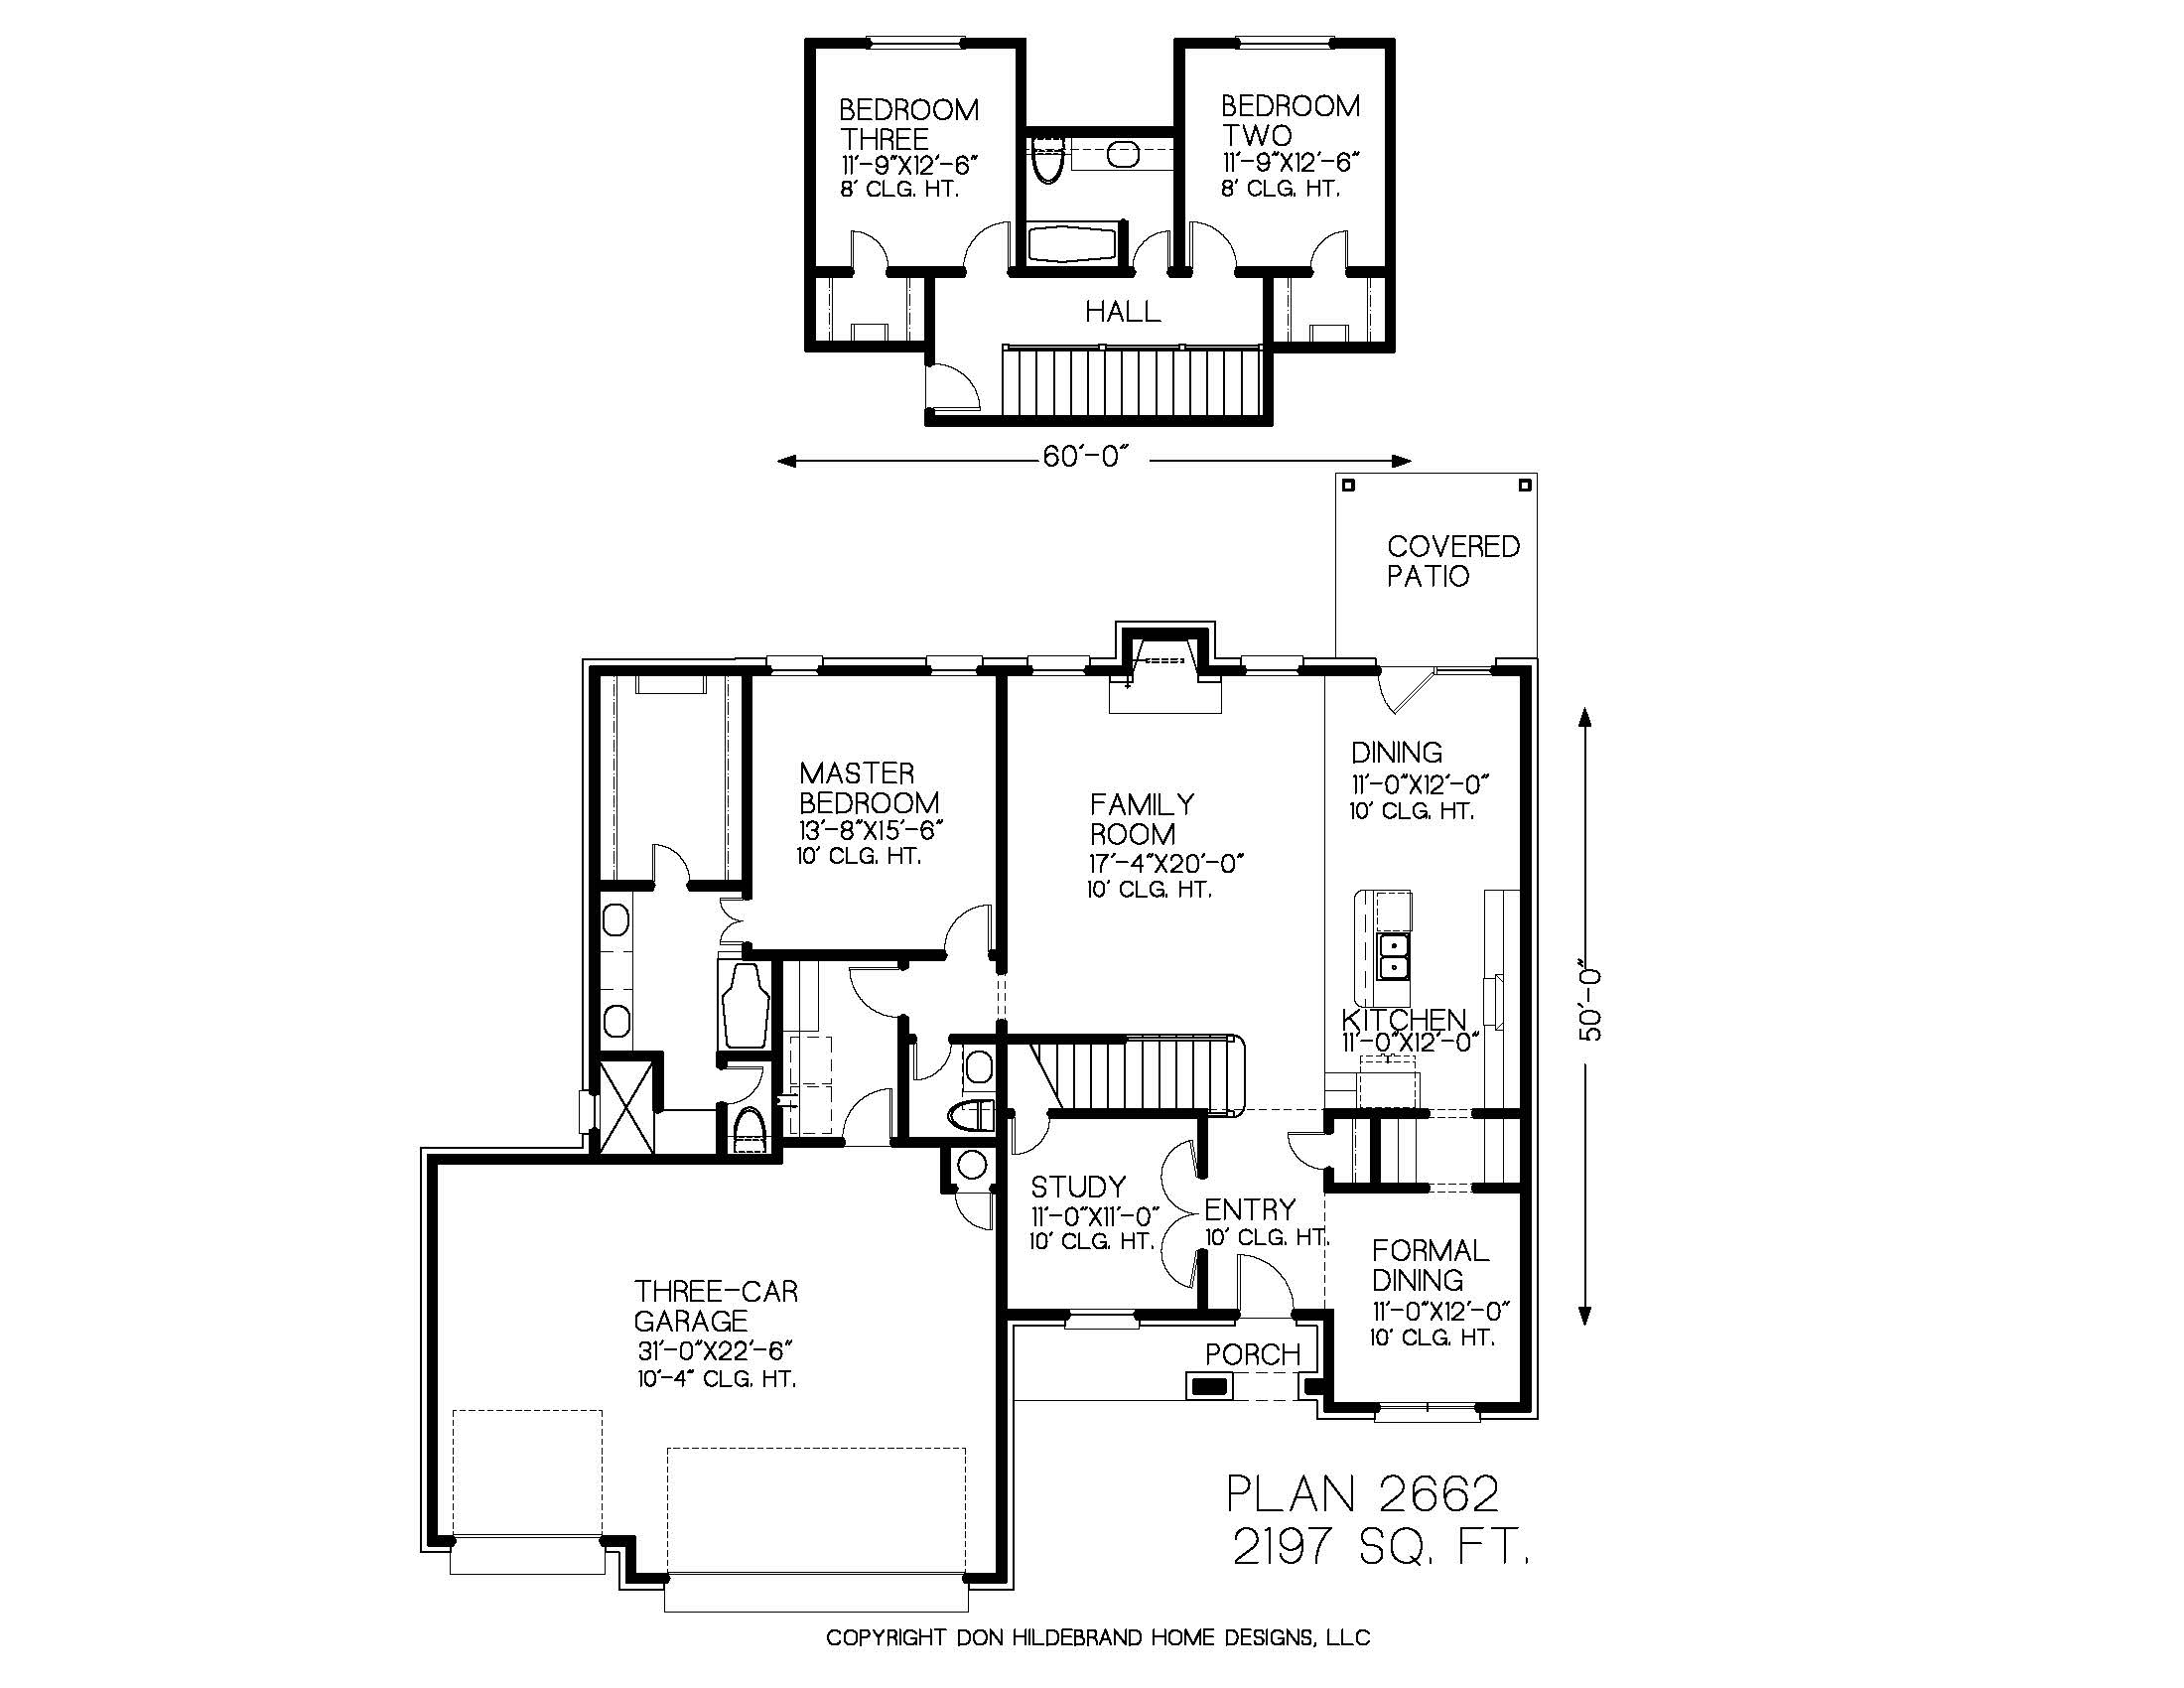 BEDROOM
THREE
11'-9"X12'-6"
8' CLG. HT.
BEDROOM
TWO
11'-9"X12'-6"
8' CLG. HT.
HALL
60'-0"
COVERED
PATIO
MASTER
BEDROOM
13'-8"X15'-6"
10' CLG. HT.
FAMILY
ROOM
17'-4"X20'-0"
10' CLG. HT.
DINING
11'-0"X12'-0"
10' CLG. HT.
KITCHEN
11'-0"X12'-0"
50'-0"
STUDY
11'-0"X11'-0"
10' CLG. HT.
ENTRY
10' CLG. HT.
FORMAL
DINING
11'-0"X12'-0"
10' CLG. HT.
THREE-CAR
GARAGE
31'-0"X22'-6"
10'-4" CLG. HT.
PORCH
PLAN 2662
2197 SQ. FT.
COPYRIGHT DON HILDEBRAND HOME DESIGNS, LLC